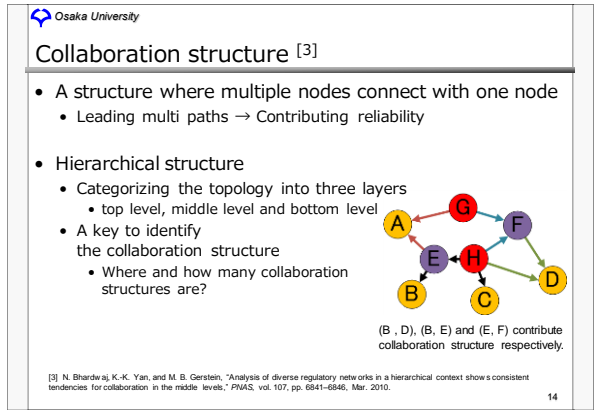 Osaka University
Collaboration structure [3]
• A structure where multiple nodes connect with one node
• Leading multi paths → Contributing reliability
• Hierarchical structure
• Categorizing the topology into three layers
• top level, middle level and bottom level
• A key to identify
the collaboration structure
• Where and how many collaboration
structures are?
G
A
F
E
H
D
B
C
(B , D), (B, E) and (E, F) contribute
collaboration structure respectively.
[3] N. Bhardwaj, K.-K. Yan, and M. B. Gerstein, "Analysis of diverse regulatory networks in a hierarchical context shows consistent
tendencies for collaboration in the middle levels," PNAS, vol. 107, pp. 6841–6846, Mar. 2010.
14